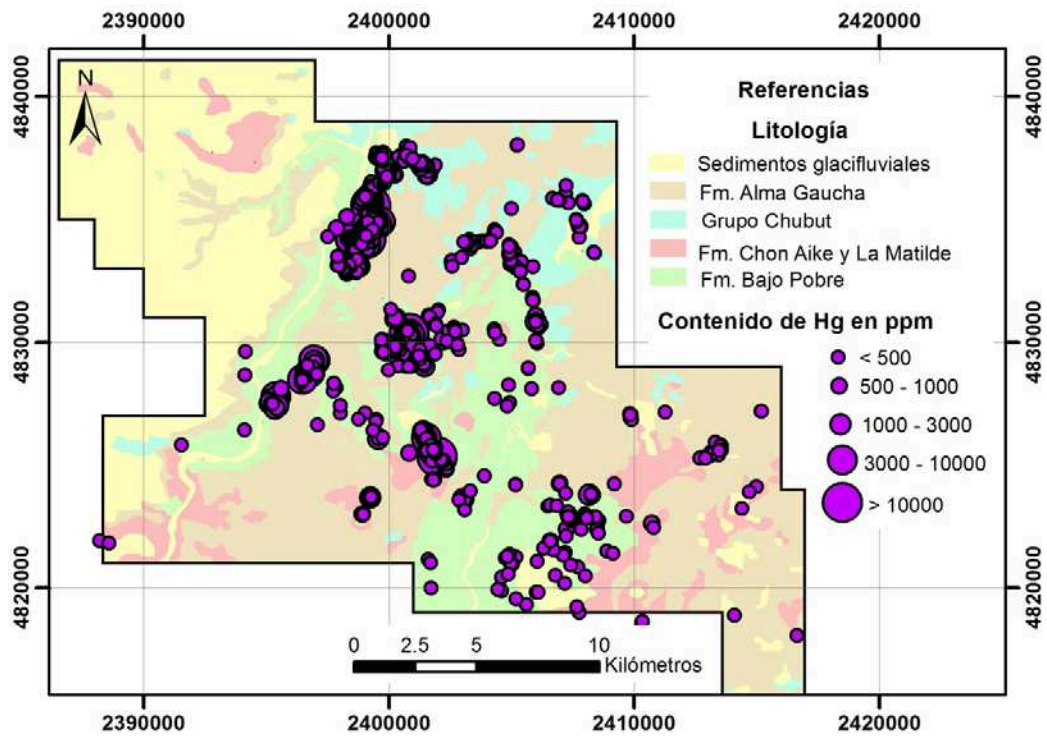 2390000 2400000 2410000 2420000
4840000 4840000
N
Referencias
Litología
Sedimentos glacifluviales
Fm. Alma Gaucha
Grupo Chubut
Fm. Chon Aike y La Matilde
Fm. Bajo Pobre
Contenido de Hg en ppm
4830000 4830000
< 500
500 - 1000
1000 - 3000
3000 - 10000
> 10000
4820000 4820000
0 2.5 5 10
Kilómetros
2390000 2400000 2410000 2420000